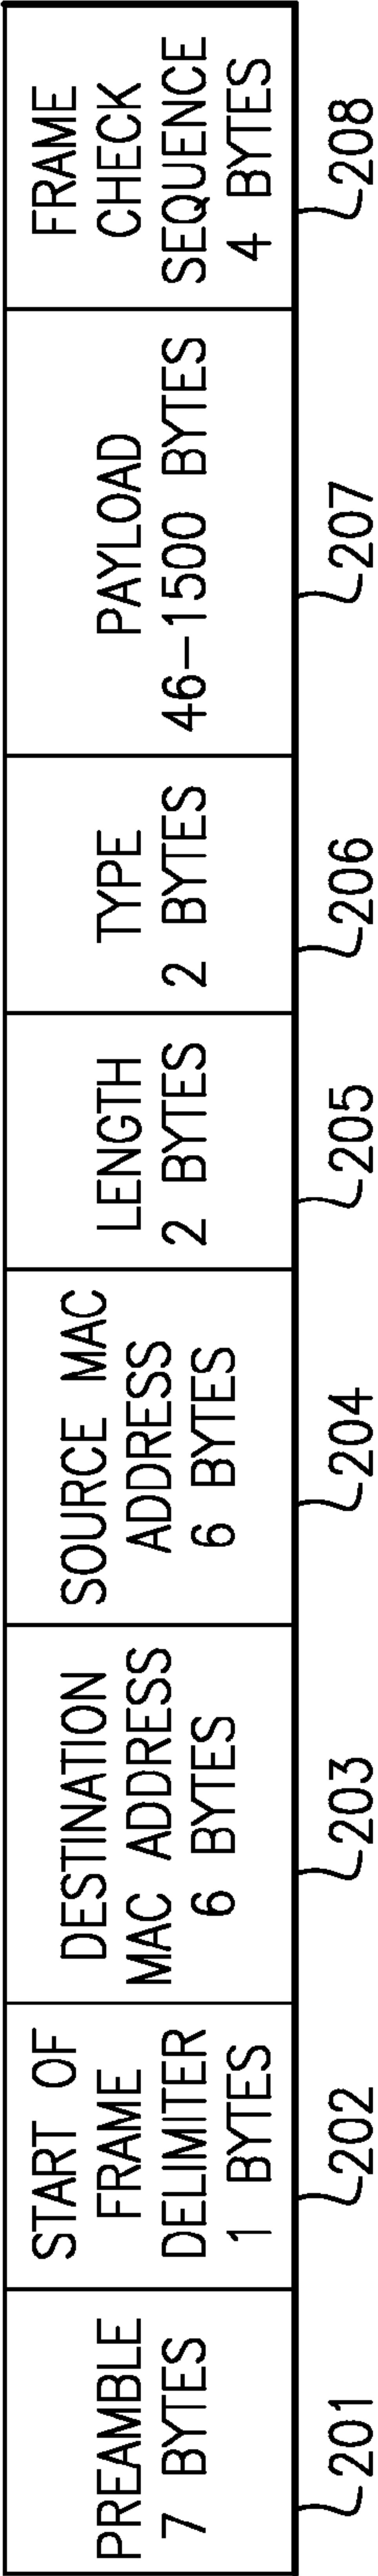 PREAMBLE
7 BYTES
START OF
FRAME
DELIMITER
1 BYTES
DESTINATION
MAC ADDRESS
6 BYTES
SOURCE MAC
ADDRESS
6 BYTES
LENGTH
2 BYTES
TYPE
2 BYTES
PAYLOAD
46-1500 BYTES
FRAME
CHECK
SEQUENCE
4 BYTES
201
202
203
204
205
206
207
208